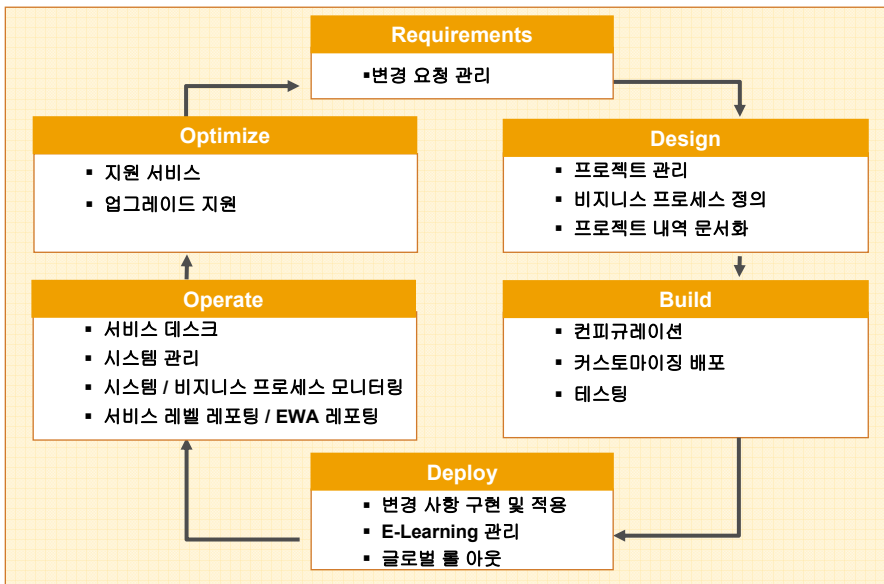 Requirements
▪변경 요청 관리
Optimize
▪ 지원 서비스
▪ 업그레이드 지원
Design
▪ 프로젝트 관리
▪ 비지니스 프로세스 정의
▪ 프로젝트 내역 문서화
Operate
▪ 서비스 데스크
▪ 시스템 관리
▪ 시스템 / 비지니스 프로세스 모니터링
▪ 서비스 레벨 레포팅 / EWA 레포팅
Build
▪ 컨피규레이션
▪ 커스토마이징 배포
▪ 테스팅
Deploy
▪ 변경 사항 구현 및 적용
▪ E-Learning 관리
▪ 글로벌 롤 아웃